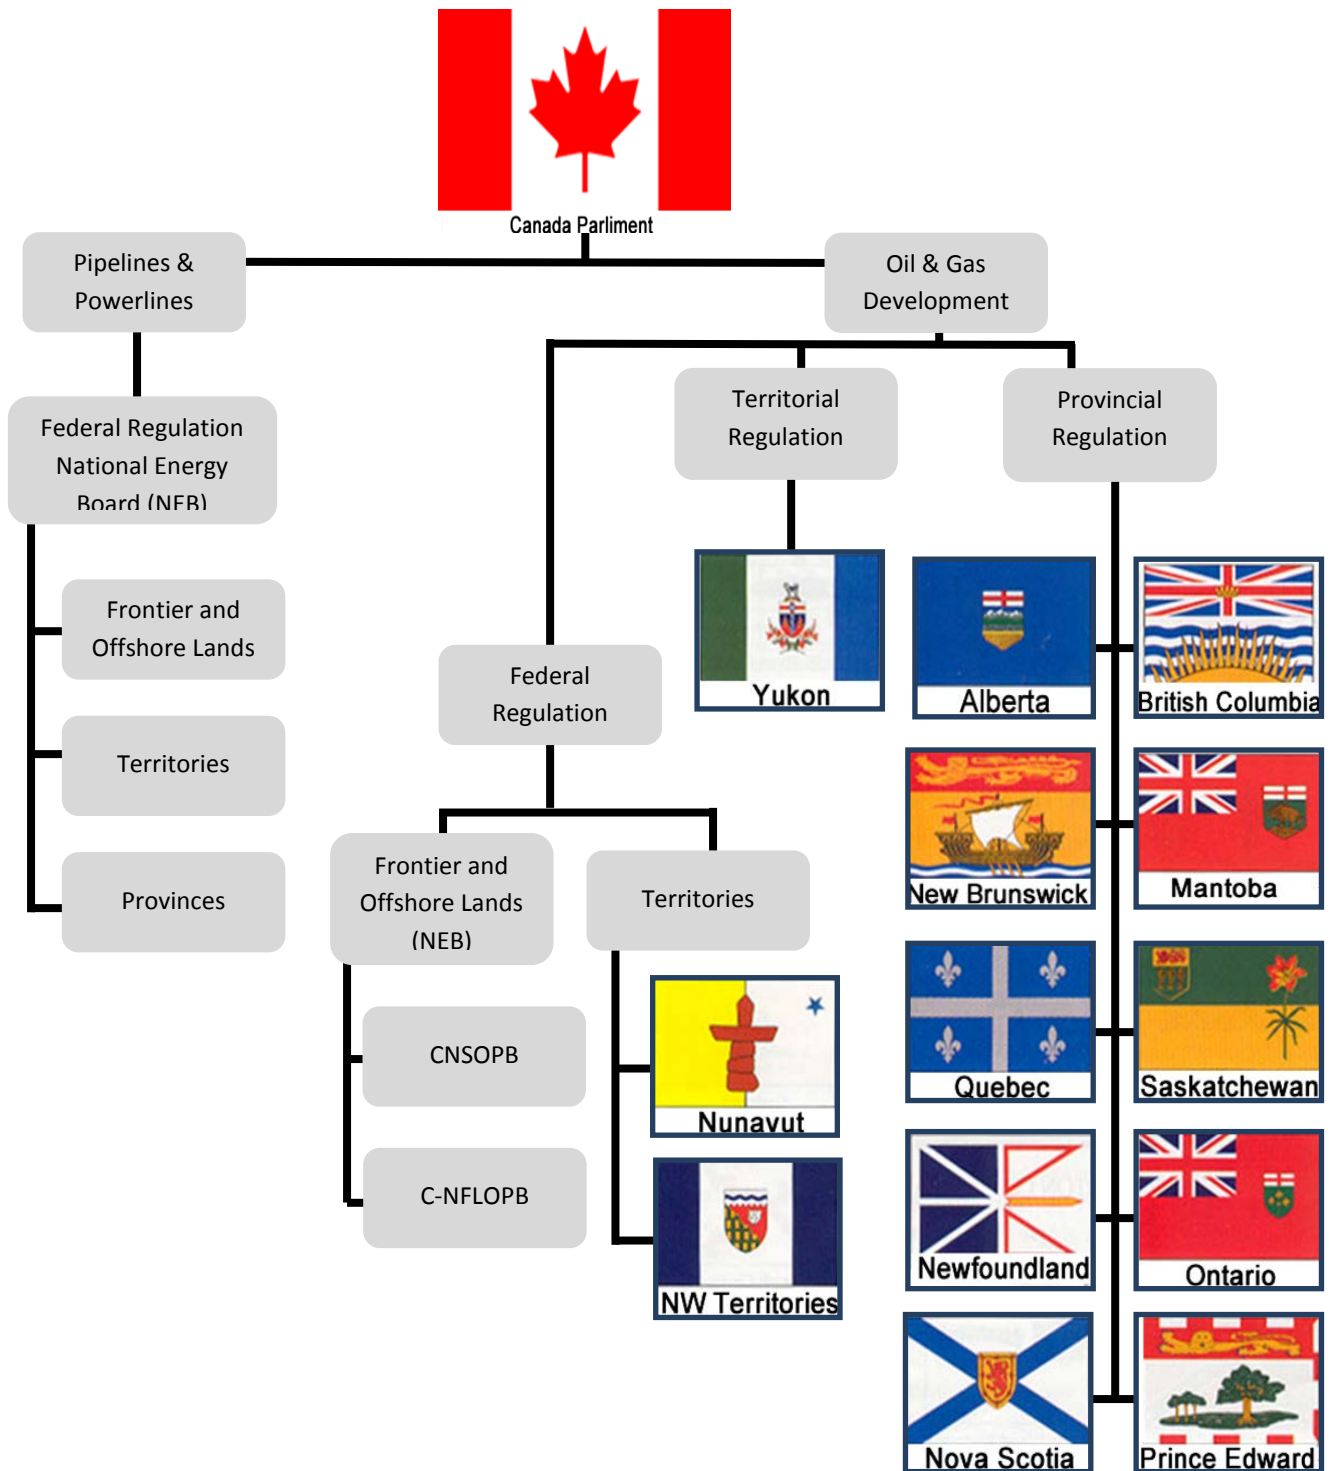 Canada Parliment
Pipelines &
Powerlines
Oil & Gas
Development
Federal Regulation
National Energy
Board (NEB)
Territorial
Regulation
Provincial
Regulation
Frontier and
Offshore Lands
Territories
Provinces
Federal
Regulation
Frontier and
Offshore Lands
(NEB)
Territories
CNSOPB
C-NFLOPB
Nunavut
NW Territories
Yukon
Alberta
British Columbia
New Brunswick
Mantoba
Quebec
Saskatchewan
Newfoundland
Ontario
Nova Scotia
Prince Edward